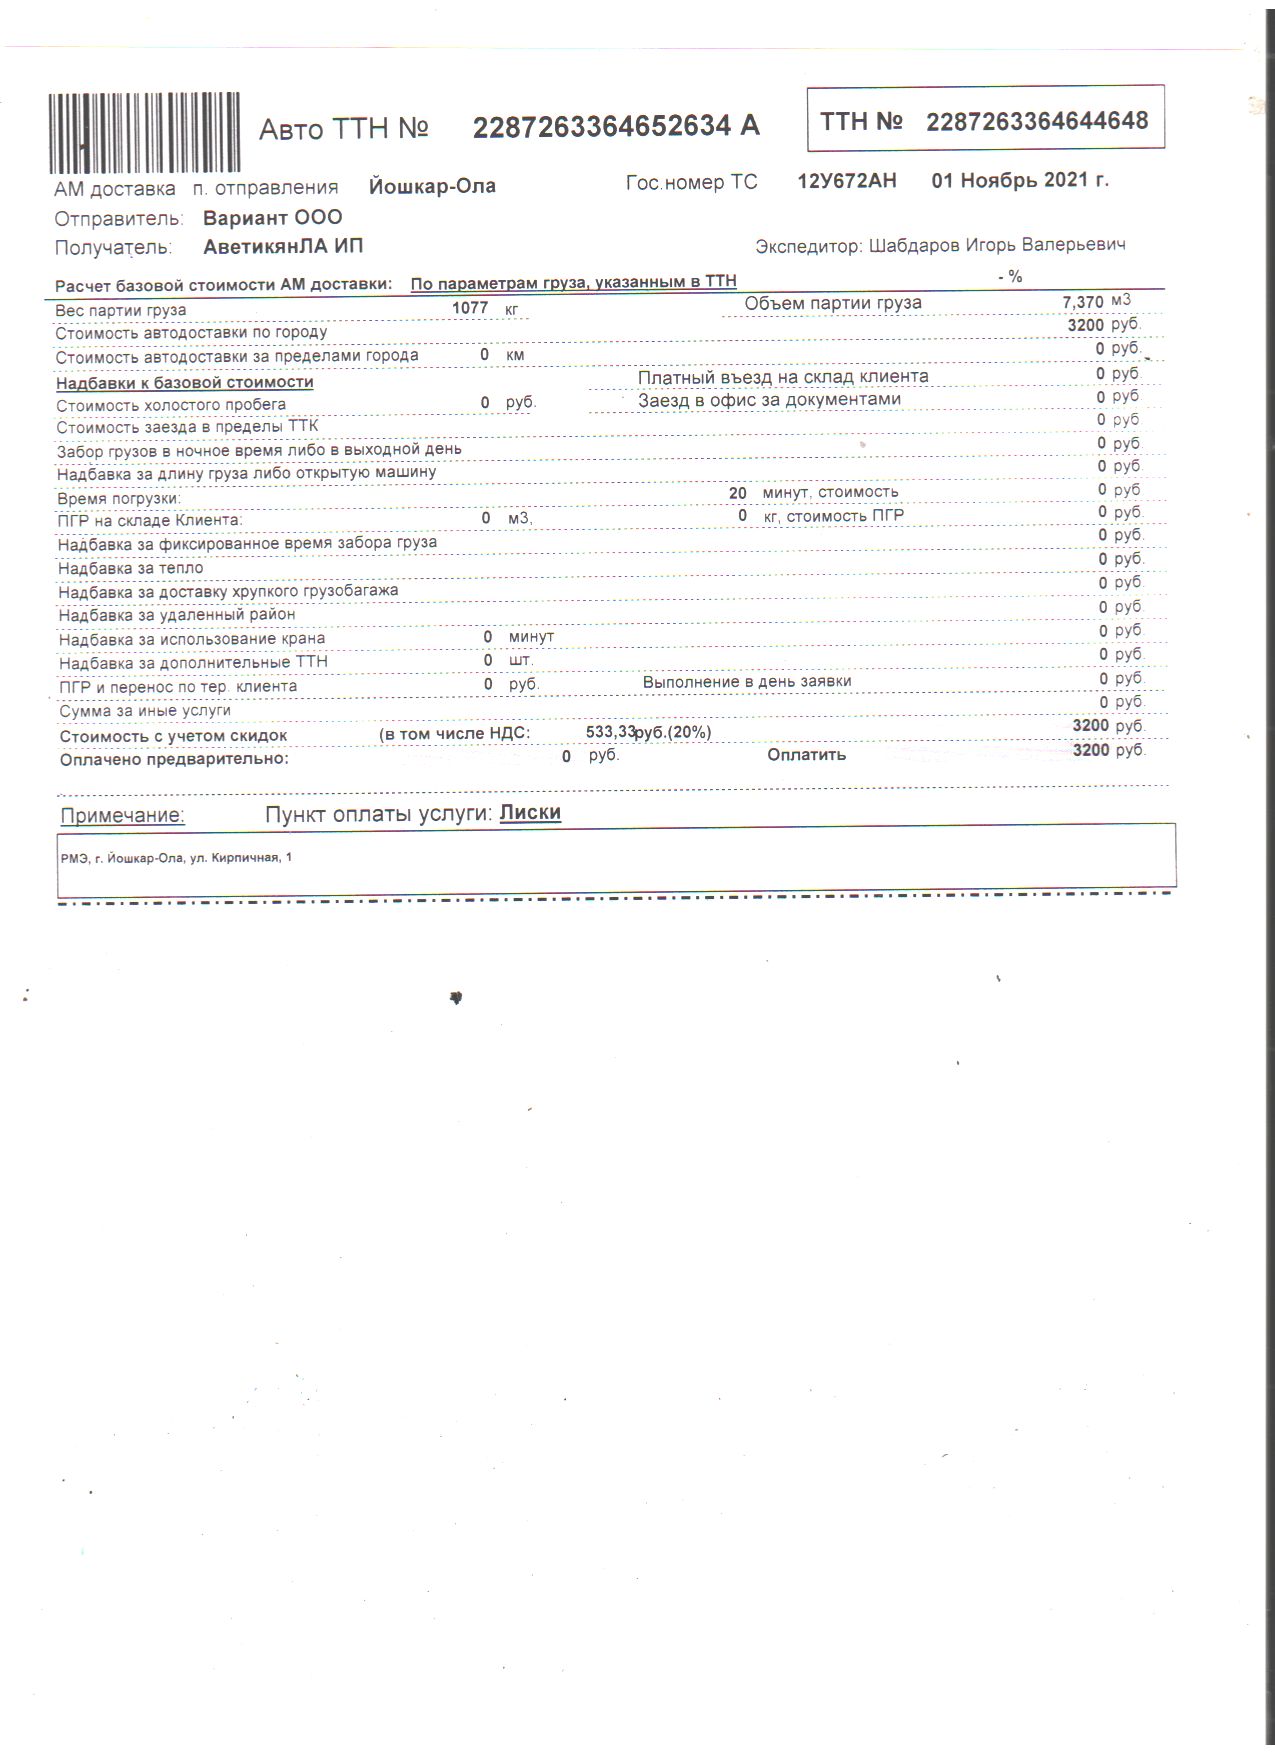 Авто ТТН № 2287263364652634 А
ТТН № 2287263364644648
АМ доставка п. отправления Йошкар-Ола Гос.номер ТС 12У672АН 01 Ноябрь 2021 г.
Отправитель: Вариант ООО
Получатель: АветикянЛА ИП Экспедитор: Шабдаров Игорь Валерьевич
Расчет базовой стоимости АМ доставки: По параметрам груза, указанным в ТТН - %
Вес партии груза 1077 кг Объем партии груза 7,370 м3
Стоимость автодоставки по городу 3200 руб.
Стоимость автодоставки за пределами города 0 км 0 руб.
Надбавки к базовой стоимости Платный въезд на склад клиента 0 руб.
Стоимость холостого пробега 0 руб. Заезд в офис за документами 0 руб
Стоимость заезда в пределы ТТК 0 руб
Забор грузов в ночное время либо в выходной день 0 руб
Надбавка за длину груза либо открытую машину 0 руб
Время погрузки: 20 минут, стоимость 0 руб
ПГР на складе Клиента: 0 м3, 0 кг, стоимость ПГР 0 руб.
Надбавка за фиксированное время забора груза 0 руб.
Надбавка за тепло 0 руб.
Надбавка за доставку хрупкого грузобагажа 0 руб.
Надбавка за удаленный район 0 руб.
Надбавка за использование крана 0 минут 0 руб.
Надбавка за дополнительные ТТН 0 шт. 0 руб.
ПГР и перенос по тер. клиента 0 руб. Выполнение в день заявки 0 руб.
Сумма за иные услуги 0 руб.
Стоимость с учетом скидок (в том числе НДС: 533,33руб.(20%) 3200 руб.
Оплачено предварительно: 0 руб. Оплатить 3200 руб.
Примечание: Пункт оплаты услуги: Лиски
РМЭ, г. Йошкар-Ола, ул. Кирпичная, 1